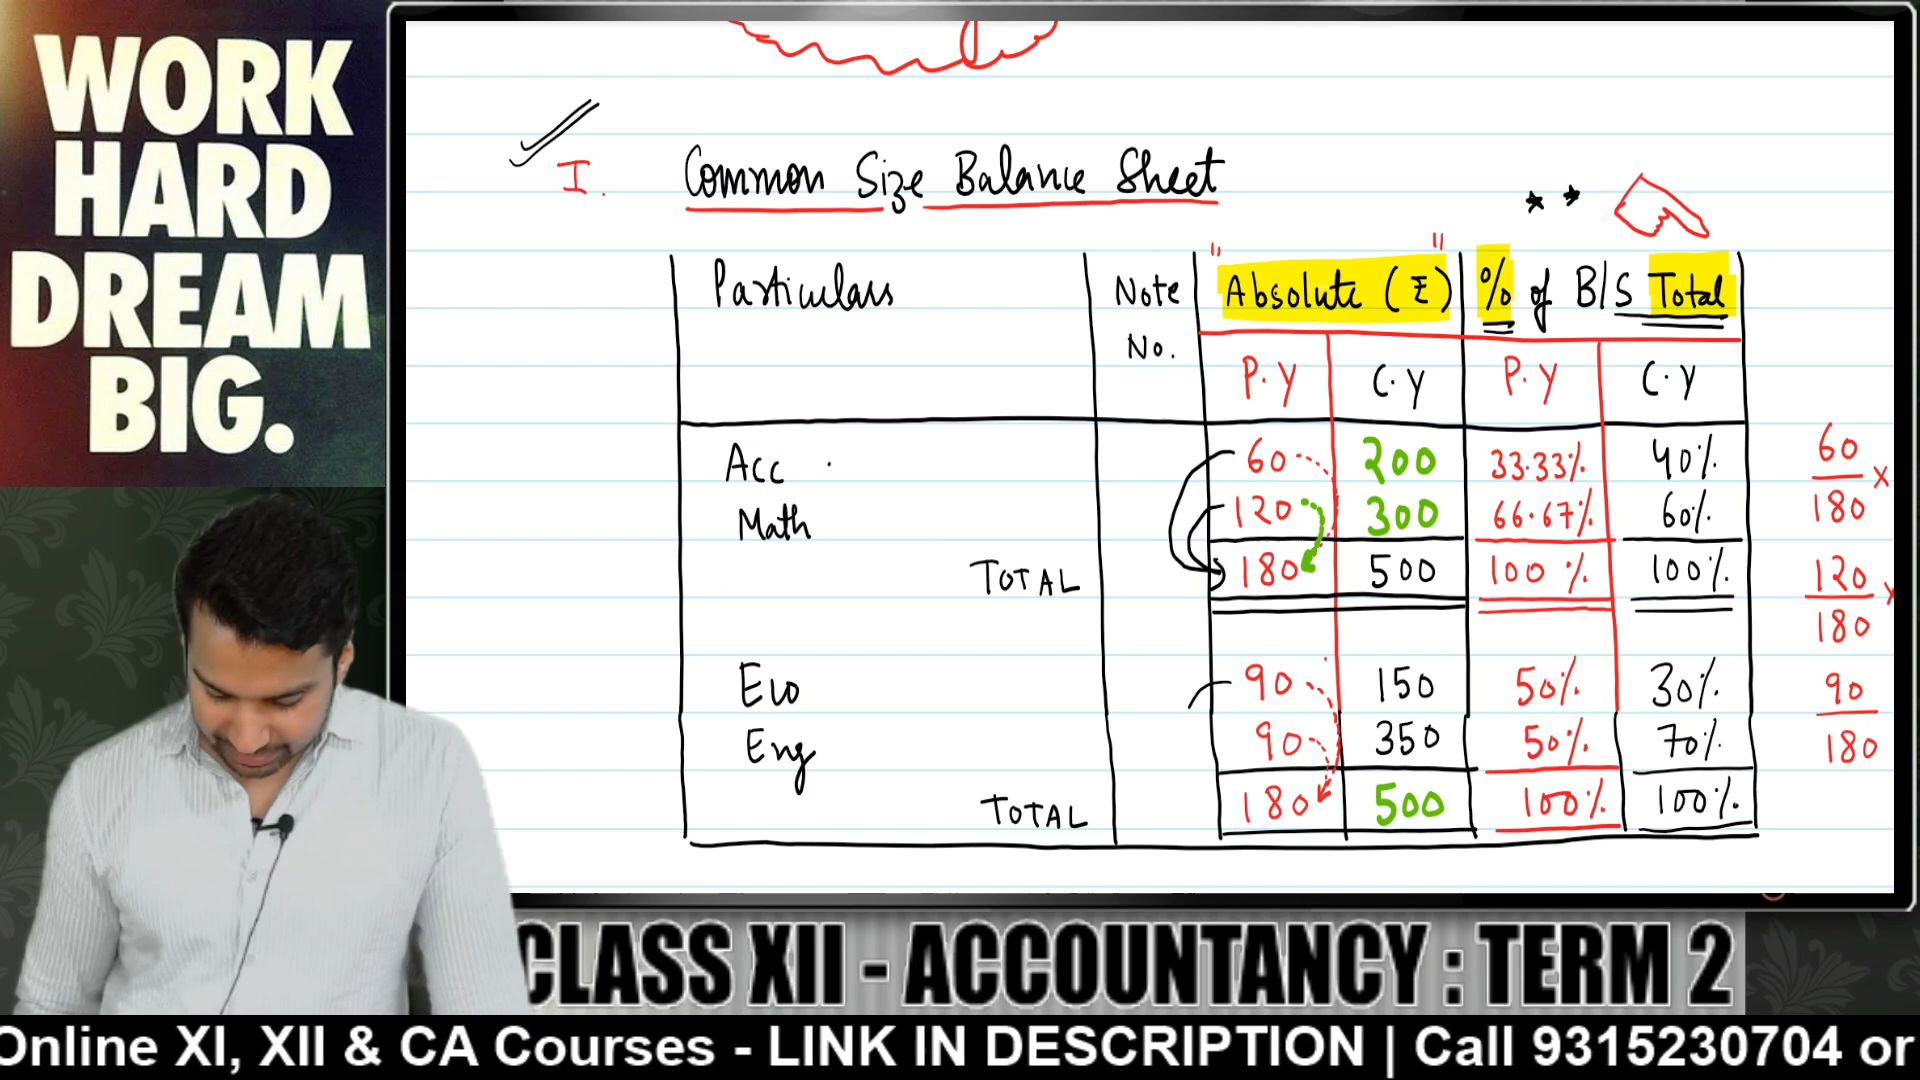 WORK
HARD
DREAM
BIG.
I. Common Size Balance Sheet
Particulars Note No. "Absolute (₹)" % of B/S Total
P.Y C.Y P.Y C.Y
Acc 60 200 33.33% 40%
Math 120 300 66.67% 60%
TOTAL 180 500 100% 100%
Eco 90 150 50% 30%
Eng 90 350 50% 70%
TOTAL 180 500 100% 100%
60
180 ×
120
180 ×
90
180
CLASS XII - ACCOUNTANCY : TERM 2
Online XI, XII & CA Courses - LINK IN DESCRIPTION | Call 9315230704 or